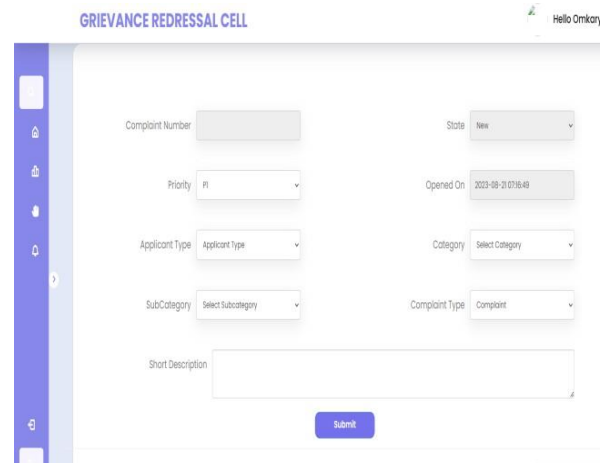 GRIEVANCE REDRESSAL CELL Hello Omkary
Complaint Number State New
Priority P1 Opened On 2023-08-21 07:16:49
Applicant Type Applicant Type Category Select Category
SubCategory Select Subcategory Complaint Type Complaint
Short Description
Submit